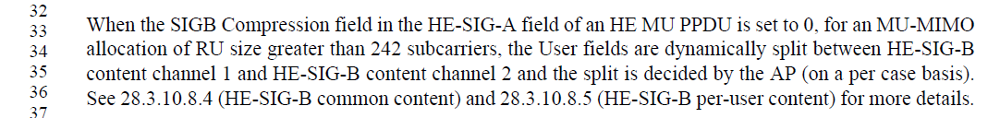 32
33 When the SIGB Compression field in the HE-SIG-A field of an HE MU PPDU is set to 0, for an MU-MIMO
34 allocation of RU size greater than 242 subcarriers, the User fields are dynamically split between HE-SIG-B
35 content channel 1 and HE-SIG-B content channel 2 and the split is decided by the AP (on a per case basis).
36 See 28.3.10.8.4 (HE-SIG-B common content) and 28.3.10.8.5 (HE-SIG-B per-user content) for more details.
37